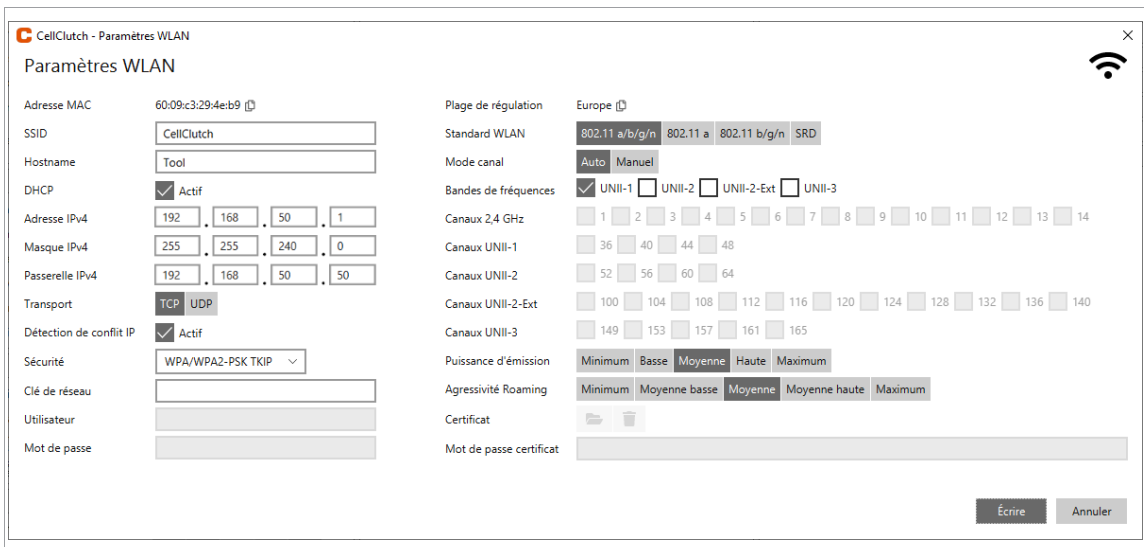 CellClutch - Paramètres WLAN
Paramètres WLAN
Adresse MAC 60:09:c3:29:4e:b9
SSID CellClutch
Hostname Tool
DHCP Actif
Adresse IPv4 192 . 168 . 50 . 1
Masque IPv4 255 . 255 . 240 . 0
Passerelle IPv4 192 . 168 . 50 . 50
Transport TCP UDP
Détection de conflit IP Actif
Sécurité WPA/WPA2-PSK TKIP
Clé de réseau
Utilisateur
Mot de passe
Plage de régulation Europe
Standard WLAN 802.11 a/b/g/n 802.11 a 802.11 b/g/n SRD
Mode canal Auto Manuel
Bandes de fréquences UNII-1 UNII-2 UNII-2-Ext UNII-3
Canaux 2,4 GHz 1 2 3 4 5 6 7 8 9 10 11 12 13 14
Canaux UNII-1 36 40 44 48
Canaux UNII-2 52 56 60 64
Canaux UNII-2-Ext 100 104 108 112 116 120 124 128 132 136 140
Canaux UNII-3 149 153 157 161 165
Puissance d'émission Minimum Basse Moyenne Haute Maximum
Agressivité Roaming Minimum Moyenne basse Moyenne Moyenne haute Maximum
Certificat
Mot de passe certificat
Écrire Annuler